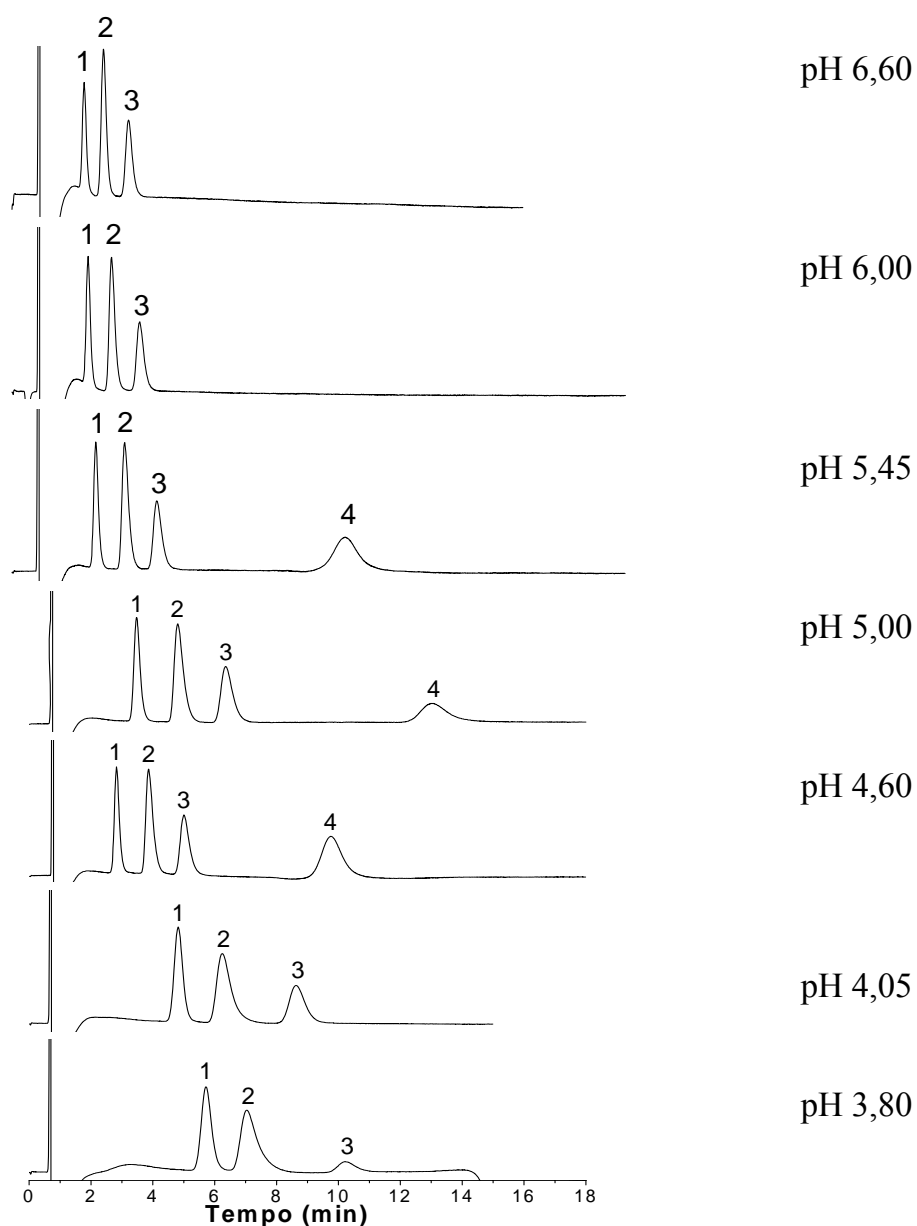 1 2 3 pH 6,60
1 2 3 pH 6,00
1 2 3 4 pH 5,45
1 2 3 4 pH 5,00
1 2 3 4 pH 4,60
1 2 3 pH 4,05
1 2 3 pH 3,80
0 2 4 6 8 10 12 14 16 18
Tempo (min)